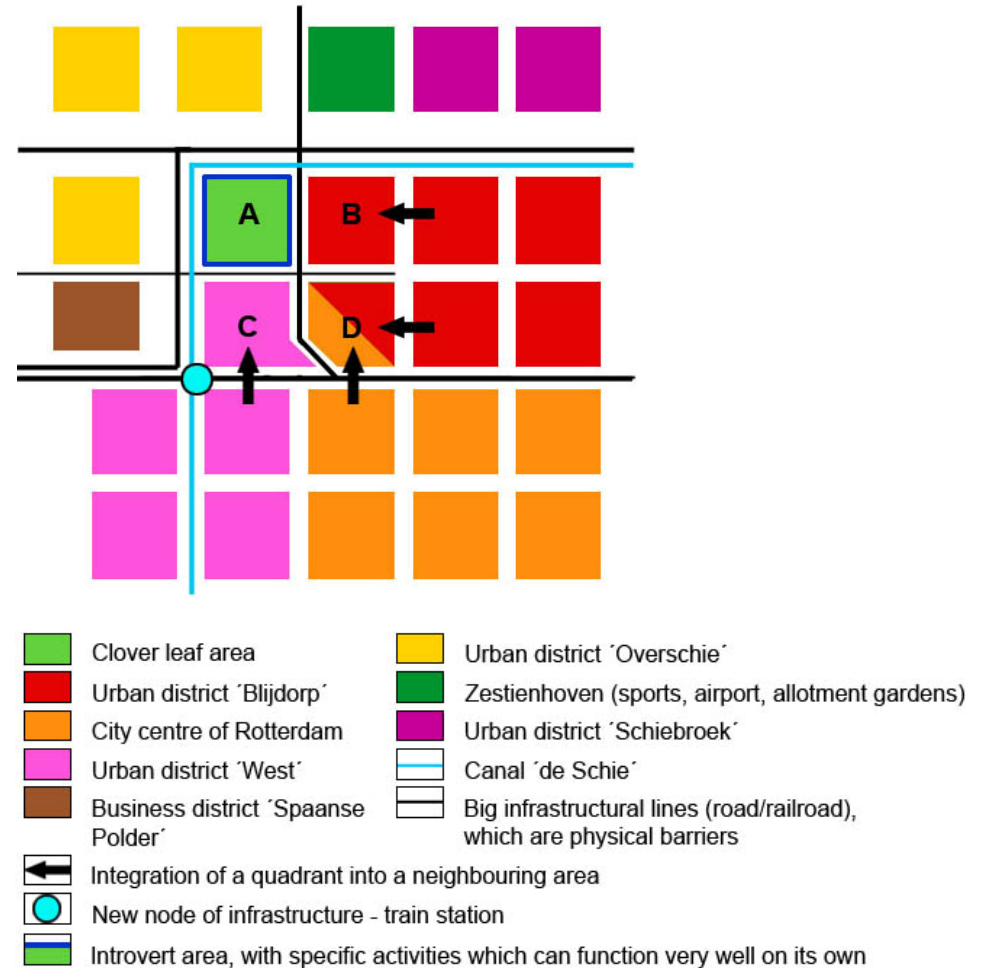 A
B
C
D
Clover leaf area
Urban district ´Blijdorp´
City centre of Rotterdam
Urban district ´West´
Business district ´Spaanse
Polder´
Urban district ´Overschie´
Zestienhoven (sports, airport, allotment gardens)
Urban district ´Schiebroek´
Canal ´de Schie´
Big infrastructural lines (road/railroad),
which are physical barriers
Integration of a quadrant into a neighbouring area
New node of infrastructure - train station
Introvert area, with specific activities which can function very well on its own